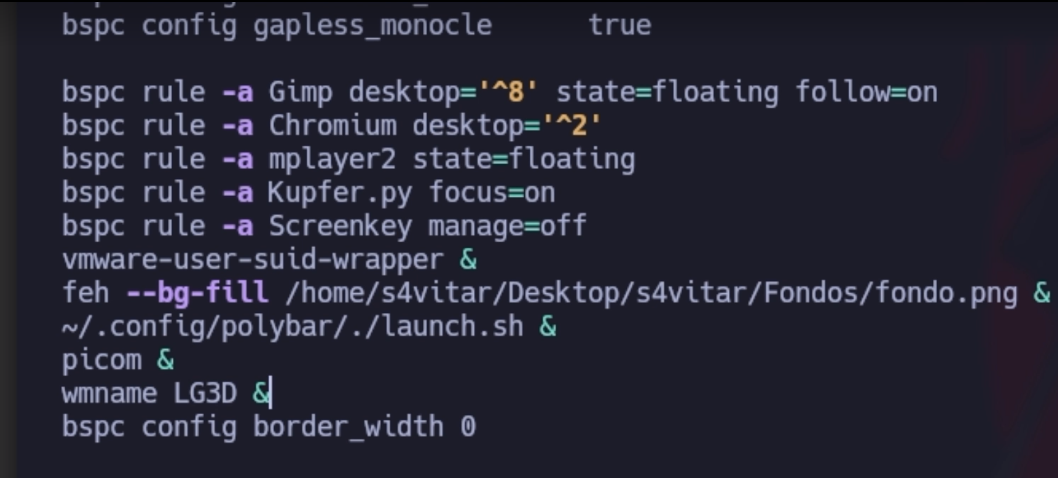 bspc config gapless_monocle      true
bspc rule -a Gimp desktop='^8' state=floating follow=on
bspc rule -a Chromium desktop='^2'
bspc rule -a mplayer2 state=floating
bspc rule -a Kupfer.py focus=on
bspc rule -a Screenkey manage=off
vmware-user-suid-wrapper &
feh --bg-fill /home/s4vitar/Desktop/s4vitar/Fondos/fondo.png &
~/.config/polybar/./launch.sh &
picom &
wmname LG3D &
bspc config border_width 0